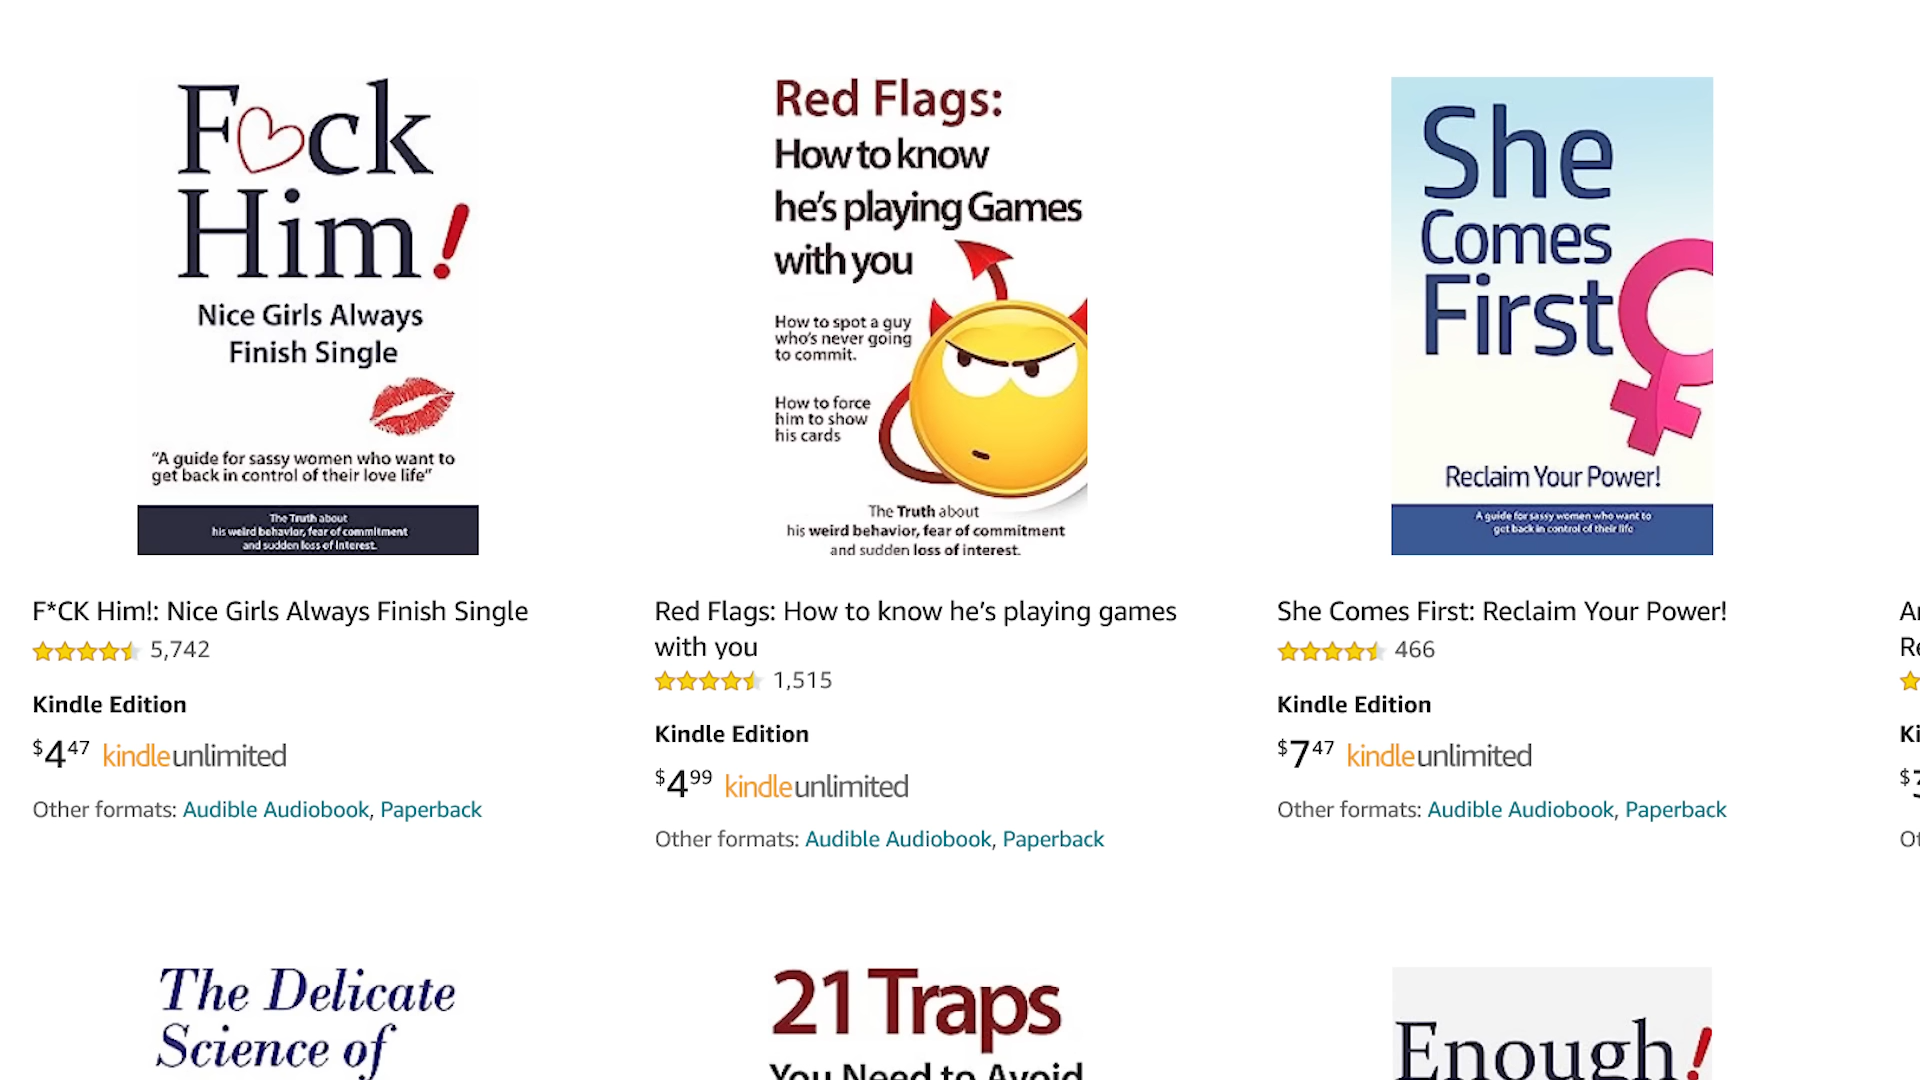 F♡ck
Him!
Nice Girls Always
Finish Single
"A guide for sassy women who want to
get back in control of their love life"
The Truth about
his weird behavior, fear of commitment
and sudden loss of interest.
F*CK Him!: Nice Girls Always Finish Single
5,742
Kindle Edition
$4.47 kindleunlimited
Other formats: Audible Audiobook, Paperback
Red Flags:
How to know
he's playing Games
with you
How to spot a guy
who's never going
to commit.
How to force
him to show
his cards
The Truth about
his weird behavior, fear of commitment
and sudden loss of interest.
Red Flags: How to know he's playing games
with you
1,515
Kindle Edition
$4.99 kindleunlimited
Other formats: Audible Audiobook, Paperback
She
Comes
First
Reclaim Your Power!
A guide for sassy women who want to
get back in control of their life
She Comes First: Reclaim Your Power!
466
Kindle Edition
$7.47 kindleunlimited
Other formats: Audible Audiobook, Paperback
The Delicate
Science of
21 Traps
You Need to Avoid
Enough!